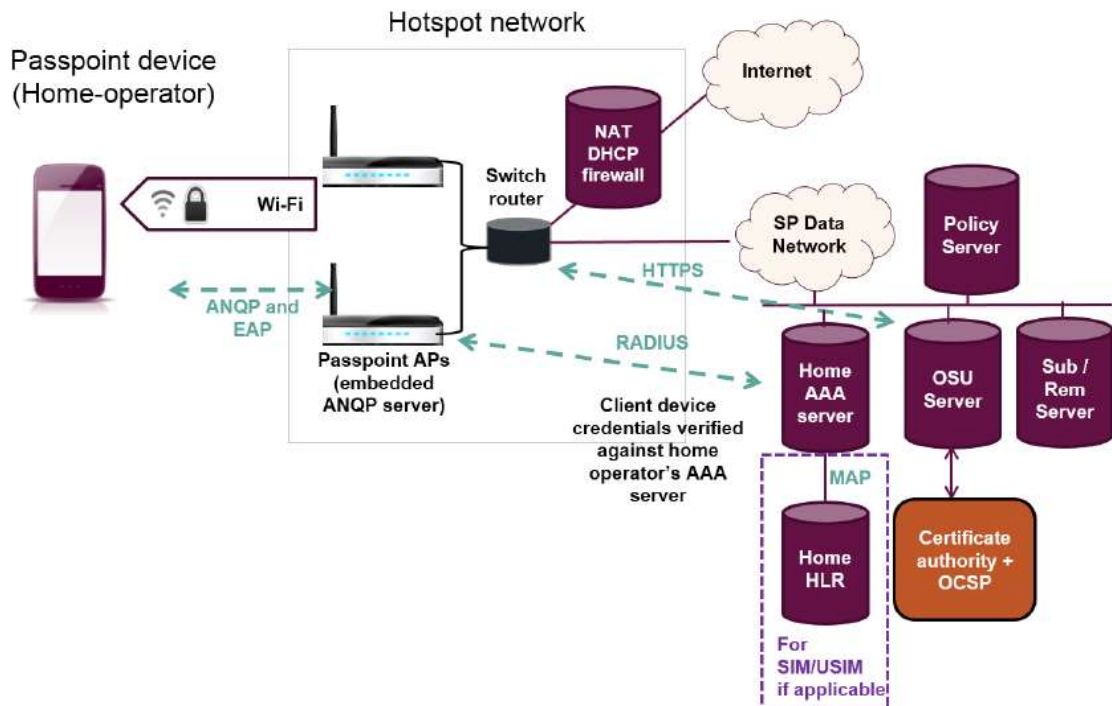 Hotspot network
Passpoint device
(Home-operator)
Internet
NAT
DHCP
firewall
Switch
router
Wi-Fi
SP Data
Network
Policy
Server
HTTPS
ANQP and
EAP
RADIUS
Passpoint APs
(embedded
ANQP server)
Home
AAA
server
OSU
Server
Sub /
Rem
Server
Client device
credentials verified
against home
operator's AAA
server
MAP
Home
HLR
Certificate
authority +
OCSP
For
SIM/USIM
if applicable